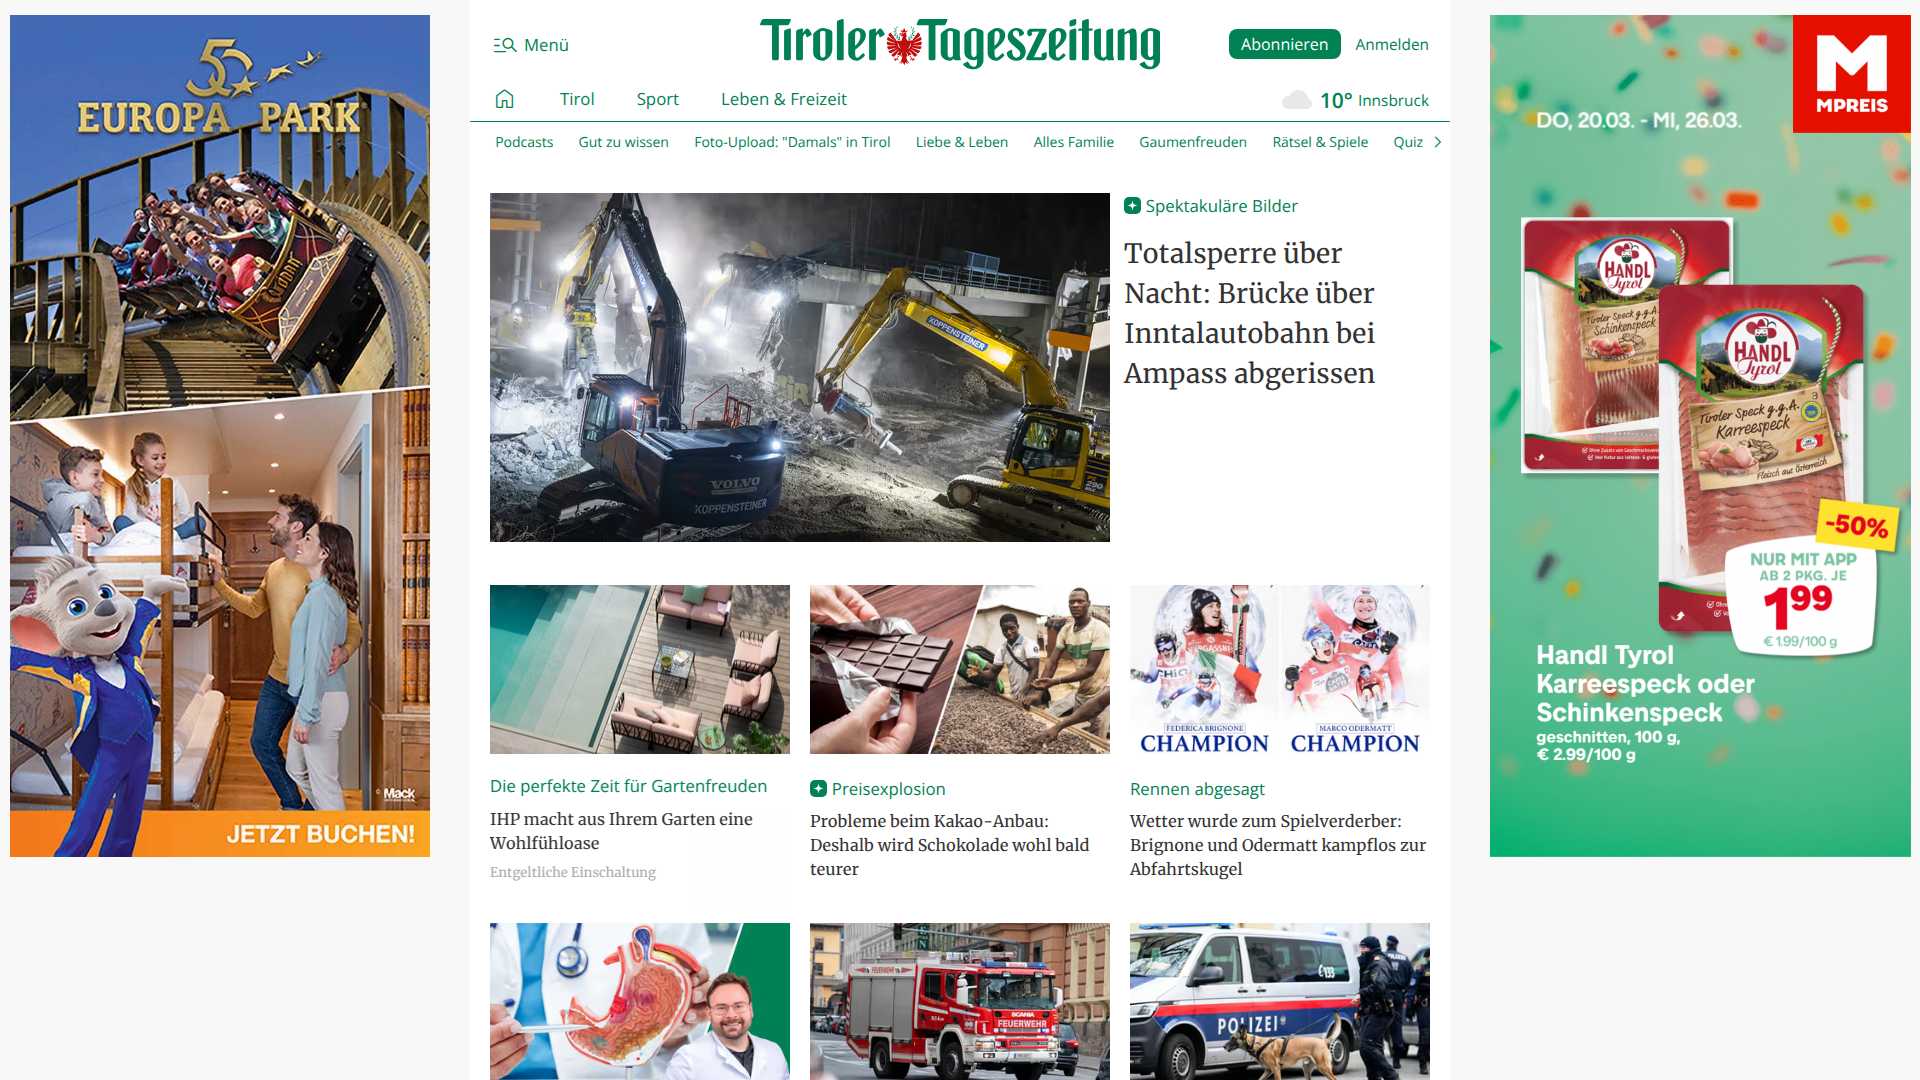 50
EUROPA PARK
© Mack
JETZT BUCHEN!
Menü
Tiroler Tageszeitung
Abonnieren
Anmelden
Tirol
Sport
Leben & Freizeit
10° Innsbruck
Podcasts
Gut zu wissen
Foto-Upload: "Damals" in Tirol
Liebe & Leben
Alles Familie
Gaumenfreuden
Rätsel & Spiele
Quiz
KOPPENSTEINER
VOLVO
KOPPENSTEINER
290
Spektakuläre Bilder
Totalsperre über
Nacht: Brücke über
Inntalautobahn bei
Ampass abgerissen
FEDERICA BRIGNONE
CHAMPION
MARCO ODERMATT
CHAMPION
Die perfekte Zeit für Gartenfreuden
IHP macht aus Ihrem Garten eine
Wohlfühloase
Entgeltliche Einschaltung
Preisexplosion
Probleme beim Kakao-Anbau:
Deshalb wird Schokolade wohl bald
teurer
Rennen abgesagt
Wetter wurde zum Spielverderber:
Brignone und Odermatt kampflos zur
Abfahrtskugel
FEUERWEHR
SCANIA
FEUERWEHR
133
POLIZEI
M
MPREIS
DO, 20.03. - MI, 26.03.
HANDL
Tyrol
Tiroler Speck g.g.A.
Schinkenspeck
HANDL
Tyrol
Tiroler Speck g.g.A.
Karreespeck
Fleisch aus Österreich
-50%
NUR MIT APP
AB 2 PKG. JE
1 99
€ 1.99/100 g
Handl Tyrol
Karreespeck oder
Schinkenspeck
geschnitten, 100 g,
€ 2.99/100 g